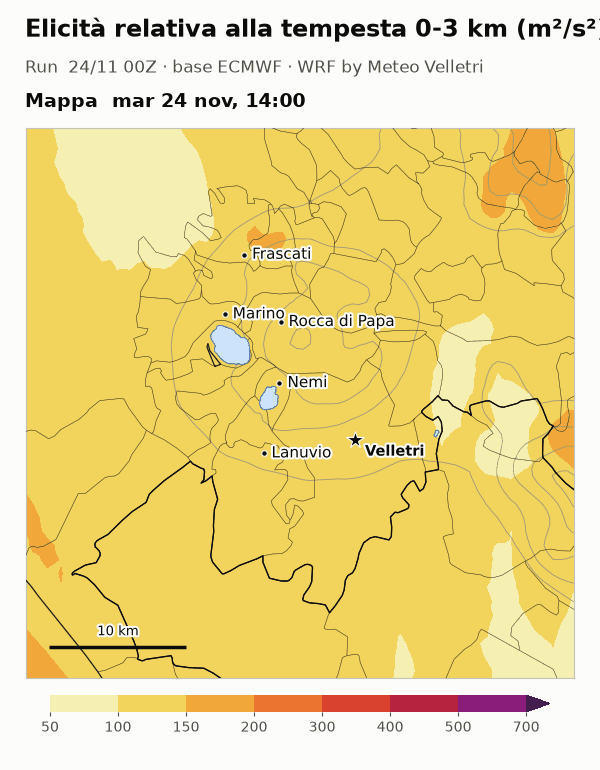 Elicità relativa alla tempesta 0-3 km (m²/s²)
Run 24/11 00Z · base ECMWF · WRF by Meteo Velletri
Mappa mar 24 nov, 14:00
Frascati
Marino
Rocca di Papa
Nemi
Velletri
Lanuvio
10 km
50 100 150 200 300 400 500 700